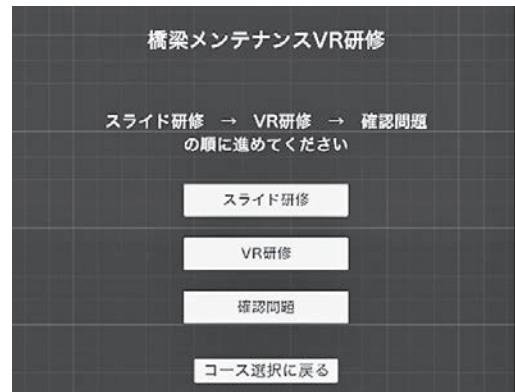 橋梁メンテナンスVR研修
スライド研修 → VR研修 → 確認問題
の順に進めてください
スライド研修
VR研修
確認問題
コース選択に戻る